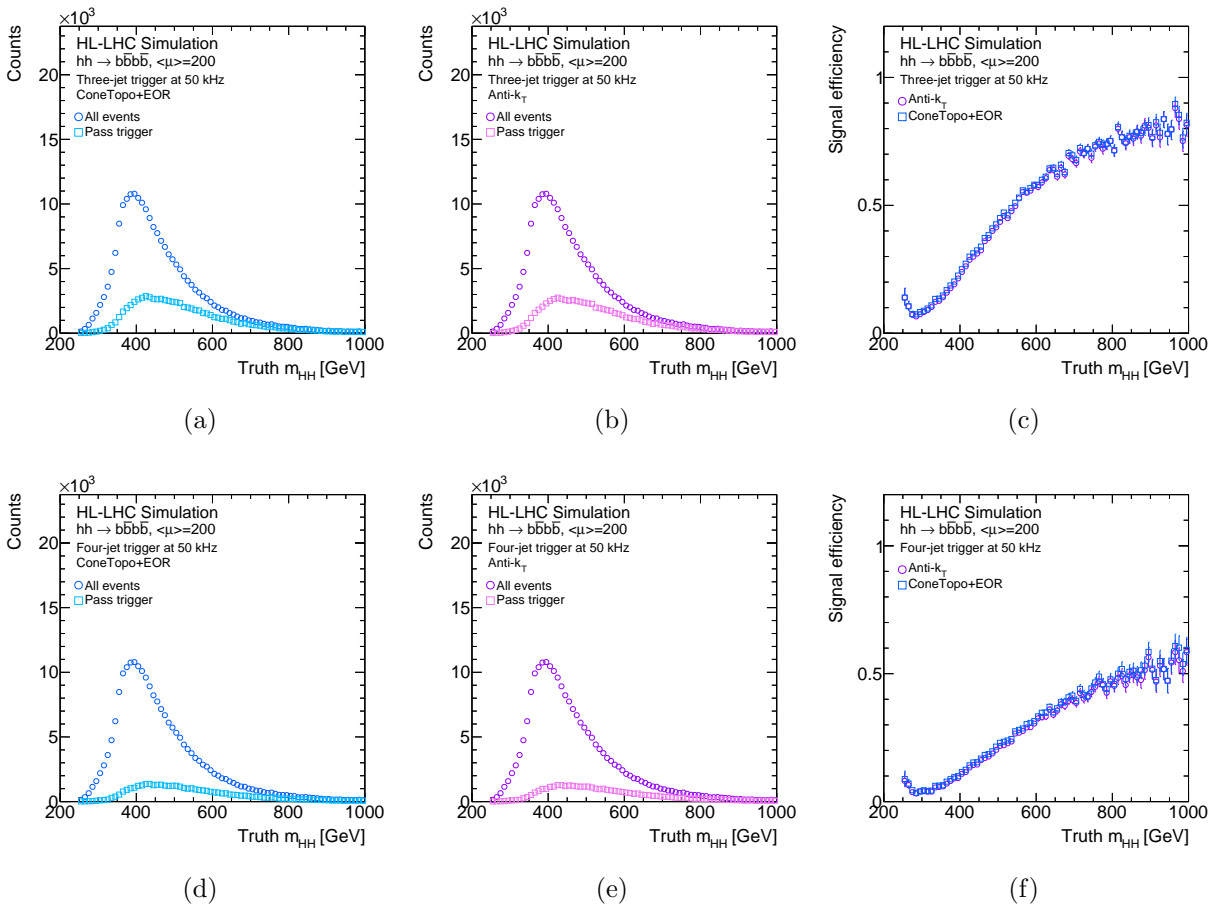 ×10³
Counts
20
15
10
5
0
HL-LHC Simulation
hh → bb̄bb̄, <μ>=200
Three-jet trigger at 50 kHz
ConeTopo+EOR
All events
Pass trigger
200 400 600 800 1000
Truth m_HH [GeV]
(a)
×10³
Counts
20
15
10
5
0
HL-LHC Simulation
hh → bb̄bb̄, <μ>=200
Three-jet trigger at 50 kHz
Anti-k_T
All events
Pass trigger
200 400 600 800 1000
Truth m_HH [GeV]
(b)
Signal efficiency
1
0.5
0
HL-LHC Simulation
hh → bb̄bb̄, <μ>=200
Three-jet trigger at 50 kHz
Anti-k_T
ConeTopo+EOR
200 400 600 800 1000
Truth m_HH [GeV]
(c)
×10³
Counts
20
15
10
5
0
HL-LHC Simulation
hh → bb̄bb̄, <μ>=200
Four-jet trigger at 50 kHz
ConeTopo+EOR
All events
Pass trigger
200 400 600 800 1000
Truth m_HH [GeV]
(d)
×10³
Counts
20
15
10
5
0
HL-LHC Simulation
hh → bb̄bb̄, <μ>=200
Four-jet trigger at 50 kHz
Anti-k_T
All events
Pass trigger
200 400 600 800 1000
Truth m_HH [GeV]
(e)
Signal efficiency
1
0.5
0
HL-LHC Simulation
hh → bb̄bb̄, <μ>=200
Four-jet trigger at 50 kHz
Anti-k_T
ConeTopo+EOR
200 400 600 800 1000
Truth m_HH [GeV]
(f)